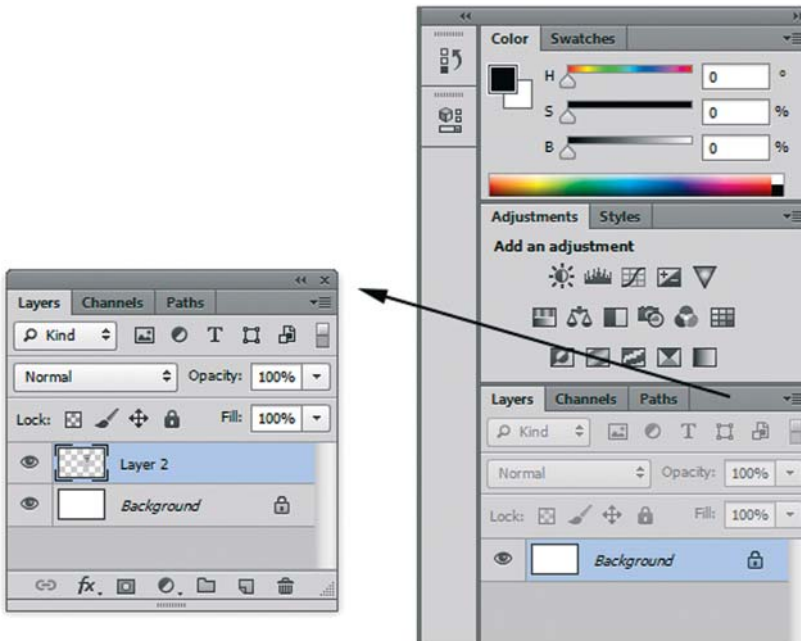 Color Swatches
H 0 °
S 0 %
B 0 %
Adjustments Styles
Add an adjustment
Layers Channels Paths
Kind
Normal Opacity: 100%
Lock: Fill: 100%
Background
Layers Channels Paths
Kind T
Normal Opacity: 100%
Lock: Fill: 100%
Layer 2
Background
fx